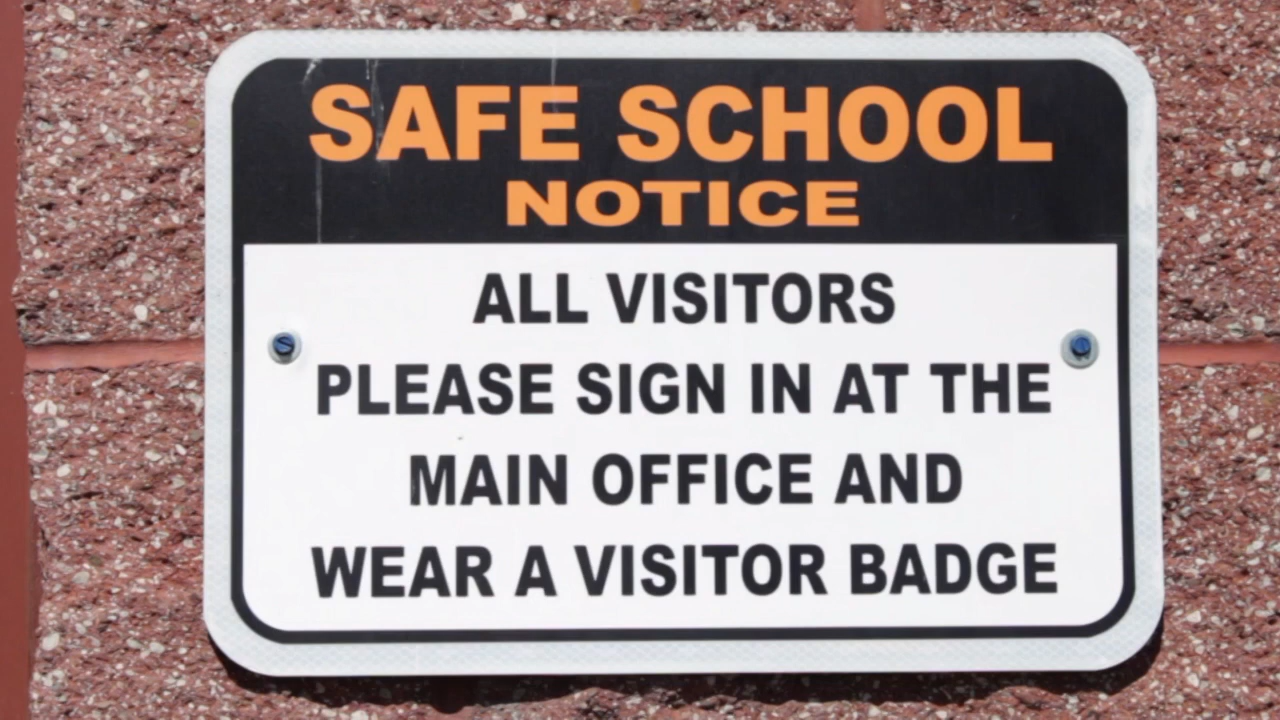 SAFE SCHOOL
NOTICE
ALL VISITORS
PLEASE SIGN IN AT THE
MAIN OFFICE AND
WEAR A VISITOR BADGE